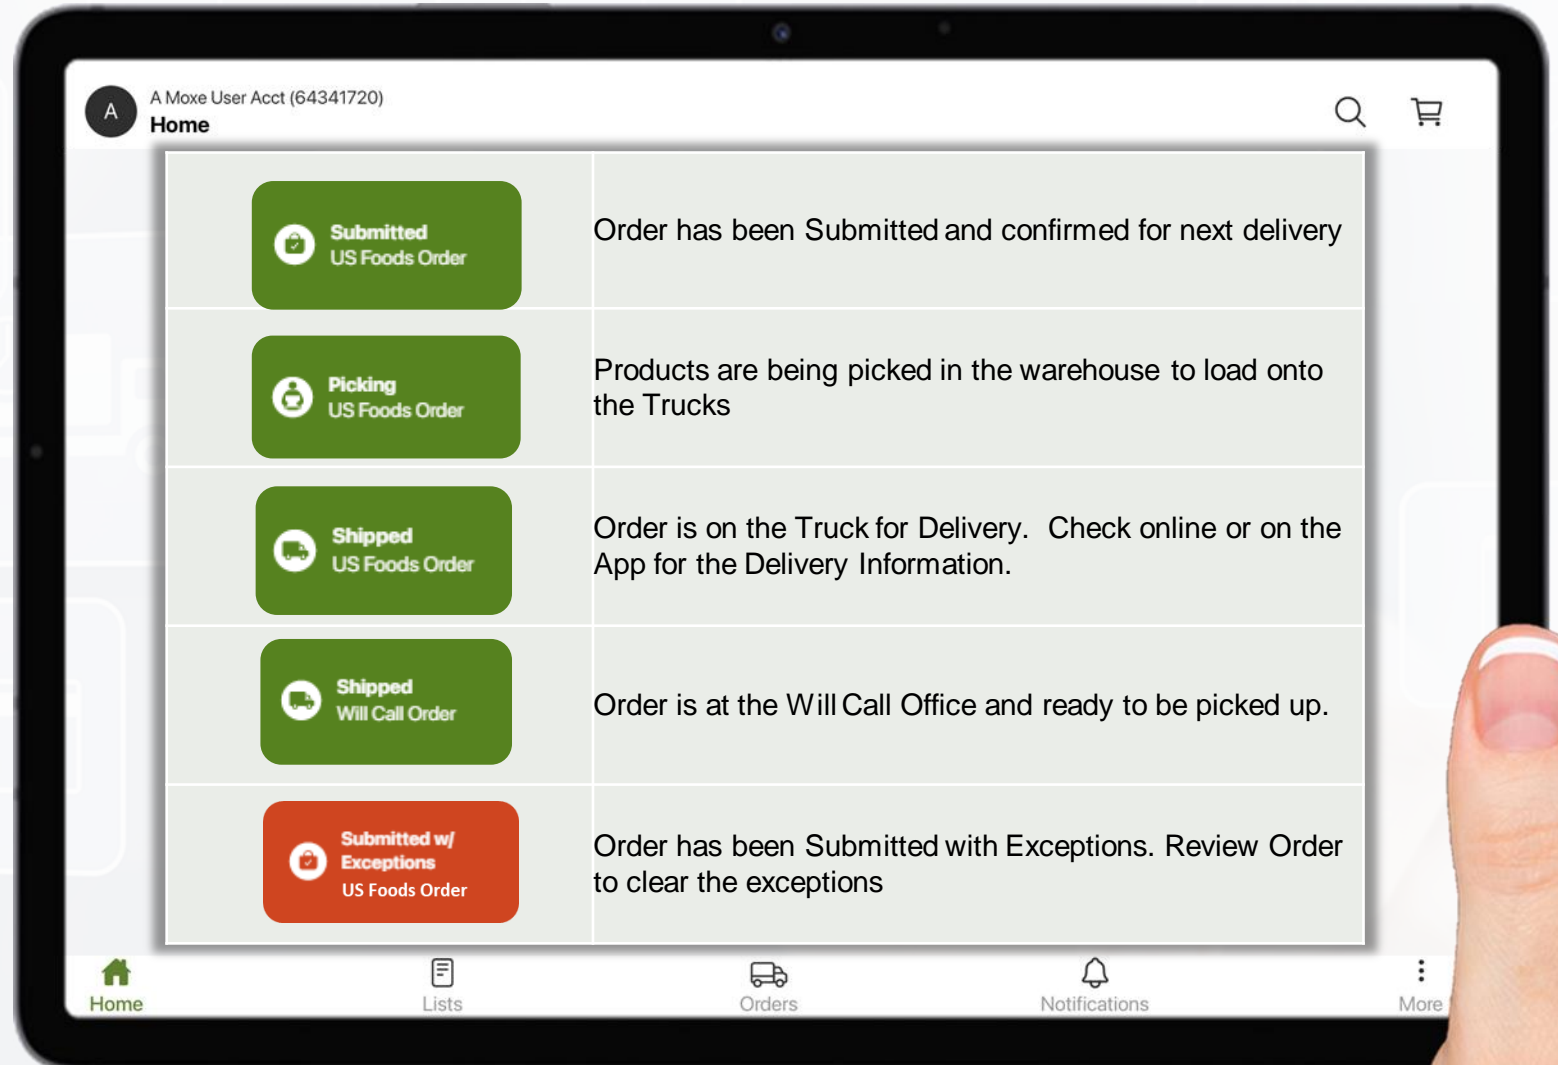 A
A Moxe User Acct (64341720)
Home
Submitted
US Foods Order
Order has been Submitted and confirmed for next delivery
Picking
US Foods Order
Products are being picked in the warehouse to load onto
the Trucks
Shipped
US Foods Order
Order is on the Truck for Delivery. Check online or on the
App for the Delivery Information.
Shipped
Will Call Order
Order is at the Will Call Office and ready to be picked up.
Submitted w/
Exceptions
US Foods Order
Order has been Submitted with Exceptions. Review Order
to clear the exceptions
Home
Lists
Orders
Notifications
More